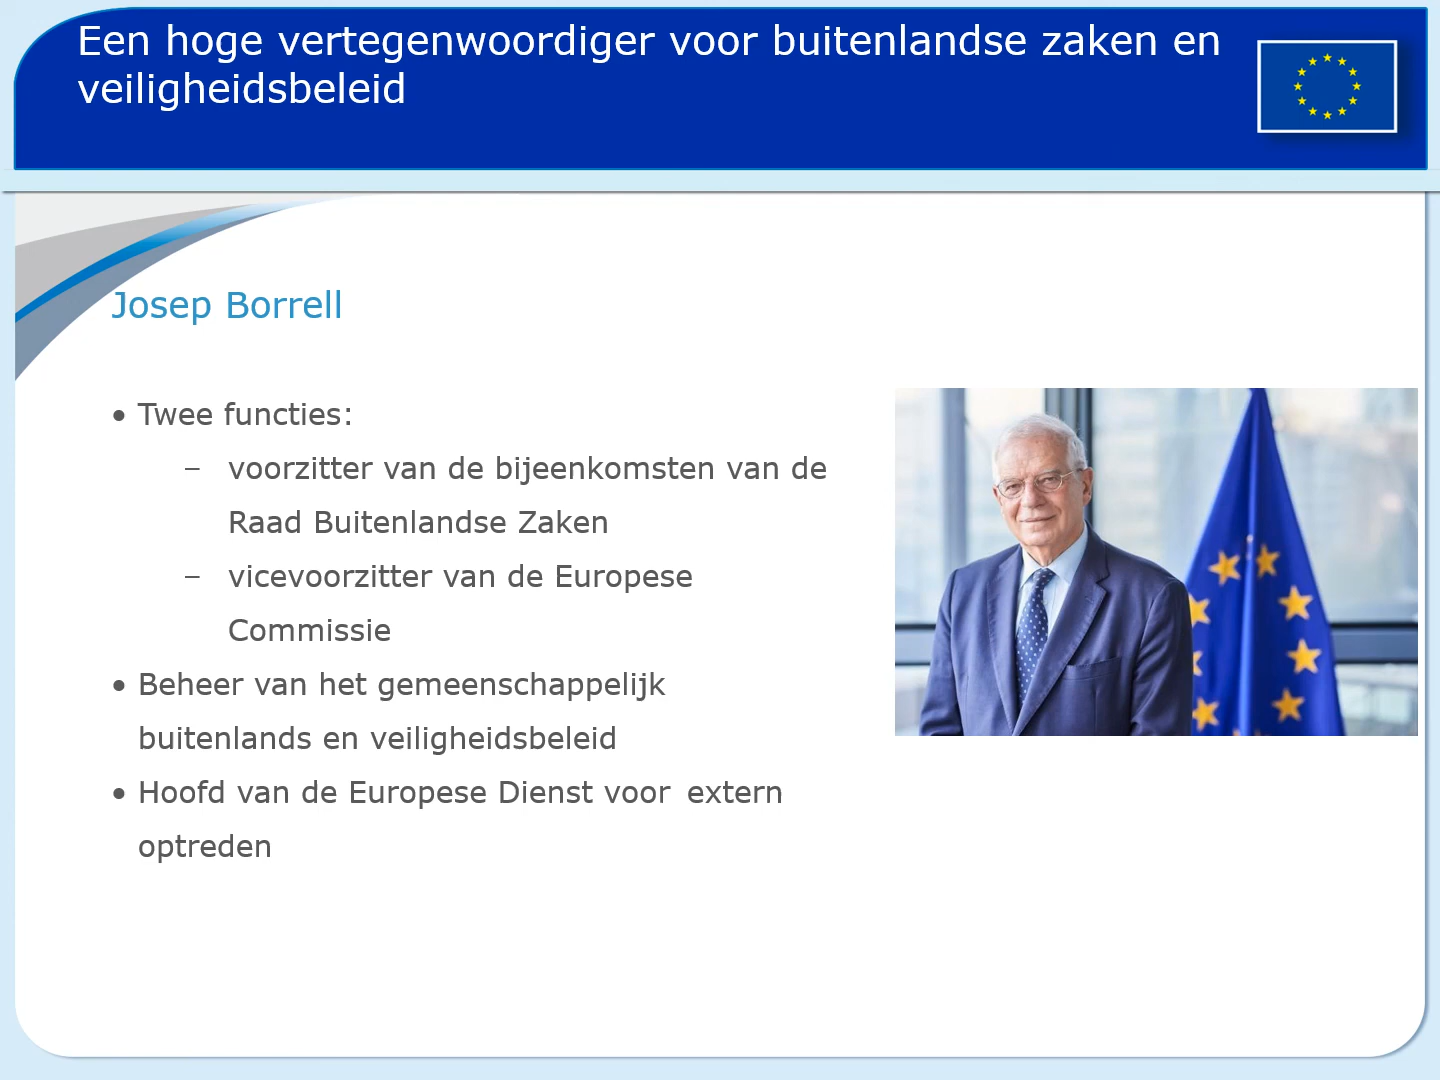 Een hoge vertegenwoordiger voor buitenlandse zaken en
veiligheidsbeleid
Josep Borrell
• Twee functies:
– voorzitter van de bijeenkomsten van de
Raad Buitenlandse Zaken
– vicevoorzitter van de Europese
Commissie
• Beheer van het gemeenschappelijk
buitenlands en veiligheidsbeleid
• Hoofd van de Europese Dienst voor extern
optreden